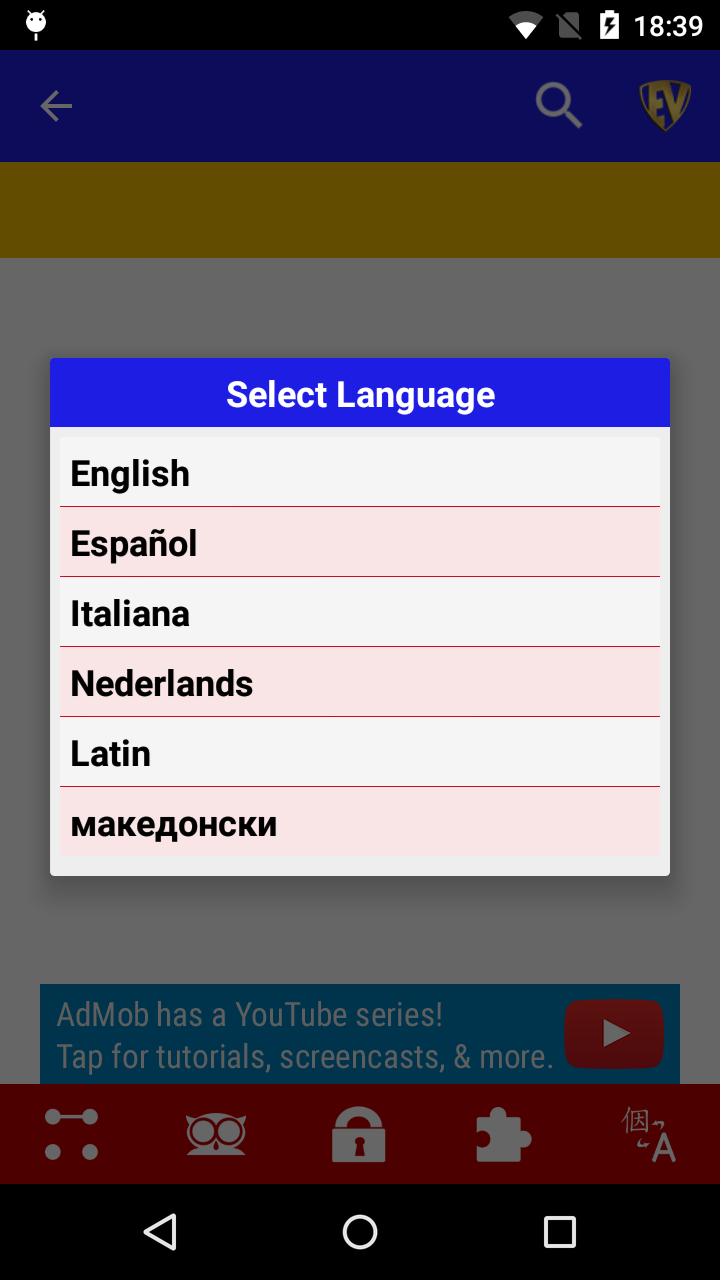 18:39
EV
Select Language
English
Español
Italiana
Nederlands
Latin
македонски
AdMob has a YouTube series!
Tap for tutorials, screencasts, & more.
個
A